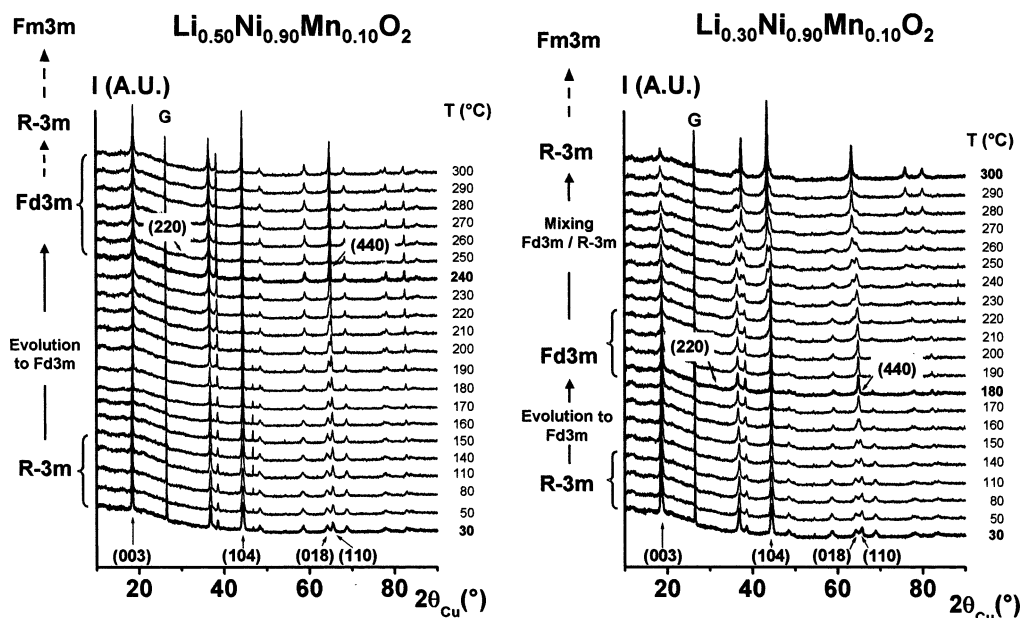 Li0.50Ni0.90Mn0.10O2
Fm3m
I (A.U.)
R-3m
G
T (°C)
Fd3m
(220)
(440)
Evolution
to Fd3m
R-3m
300
290
280
270
260
250
240
230
220
210
200
190
180
170
160
150
140
110
80
50
30
(003)
(104)
(018)
(110)
20
40
60
80
2θCu(°)
Li0.30Ni0.90Mn0.10O2
Fm3m
I (A.U.)
G
T (°C)
R-3m
Mixing
Fd3m / R-3m
Fd3m
(220)
(440)
Evolution to
Fd3m
R-3m
300
290
280
270
260
250
240
230
220
210
200
190
180
170
160
150
140
110
80
50
30
(003)
(104)
(018)
(110)
20
40
60
80
2θCu(°)